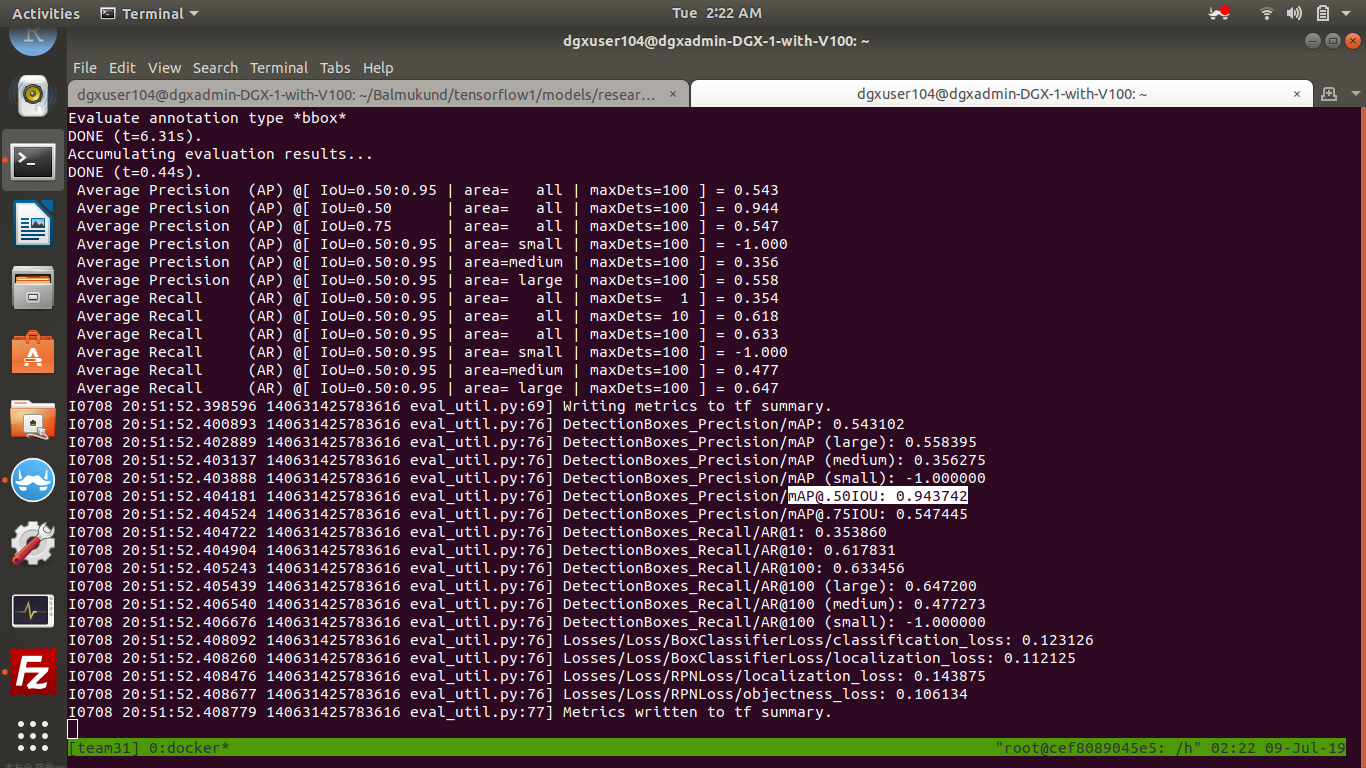 Activities Terminal Tue 2:22 AM
dgxuser104@dgxadmin-DGX-1-with-V100: ~
File Edit View Search Terminal Tabs Help
dgxuser104@dgxadmin-DGX-1-with-V100: ~/Balmukund/tensorflow1/models/resear... × dgxuser104@dgxadmin-DGX-1-with-V100: ~ ×
Evaluate annotation type *bbox*
DONE (t=6.31s).
Accumulating evaluation results...
DONE (t=0.44s).
 Average Precision  (AP) @[ IoU=0.50:0.95 | area=   all | maxDets=100 ] = 0.543
 Average Precision  (AP) @[ IoU=0.50      | area=   all | maxDets=100 ] = 0.944
 Average Precision  (AP) @[ IoU=0.75      | area=   all | maxDets=100 ] = 0.547
 Average Precision  (AP) @[ IoU=0.50:0.95 | area= small | maxDets=100 ] = -1.000
 Average Precision  (AP) @[ IoU=0.50:0.95 | area=medium | maxDets=100 ] = 0.356
 Average Precision  (AP) @[ IoU=0.50:0.95 | area= large | maxDets=100 ] = 0.558
 Average Recall     (AR) @[ IoU=0.50:0.95 | area=   all | maxDets=  1 ] = 0.354
 Average Recall     (AR) @[ IoU=0.50:0.95 | area=   all | maxDets= 10 ] = 0.618
 Average Recall     (AR) @[ IoU=0.50:0.95 | area=   all | maxDets=100 ] = 0.633
 Average Recall     (AR) @[ IoU=0.50:0.95 | area= small | maxDets=100 ] = -1.000
 Average Recall     (AR) @[ IoU=0.50:0.95 | area=medium | maxDets=100 ] = 0.477
 Average Recall     (AR) @[ IoU=0.50:0.95 | area= large | maxDets=100 ] = 0.647
I0708 20:51:52.398596 140631425783616 eval_util.py:69] Writing metrics to tf summary.
I0708 20:51:52.400893 140631425783616 eval_util.py:76] DetectionBoxes_Precision/mAP: 0.543102
I0708 20:51:52.402889 140631425783616 eval_util.py:76] DetectionBoxes_Precision/mAP (large): 0.558395
I0708 20:51:52.403137 140631425783616 eval_util.py:76] DetectionBoxes_Precision/mAP (medium): 0.356275
I0708 20:51:52.403888 140631425783616 eval_util.py:76] DetectionBoxes_Precision/mAP (small): -1.000000
I0708 20:51:52.404181 140631425783616 eval_util.py:76] DetectionBoxes_Precision/mAP@.50IOU: 0.943742
I0708 20:51:52.404524 140631425783616 eval_util.py:76] DetectionBoxes_Precision/mAP@.75IOU: 0.547445
I0708 20:51:52.404722 140631425783616 eval_util.py:76] DetectionBoxes_Recall/AR@1: 0.353860
I0708 20:51:52.404904 140631425783616 eval_util.py:76] DetectionBoxes_Recall/AR@10: 0.617831
I0708 20:51:52.405243 140631425783616 eval_util.py:76] DetectionBoxes_Recall/AR@100: 0.633456
I0708 20:51:52.405439 140631425783616 eval_util.py:76] DetectionBoxes_Recall/AR@100 (large): 0.647200
I0708 20:51:52.406540 140631425783616 eval_util.py:76] DetectionBoxes_Recall/AR@100 (medium): 0.477273
I0708 20:51:52.406676 140631425783616 eval_util.py:76] DetectionBoxes_Recall/AR@100 (small): -1.000000
I0708 20:51:52.408092 140631425783616 eval_util.py:76] Losses/Loss/BoxClassifierLoss/classification_loss: 0.123126
I0708 20:51:52.408260 140631425783616 eval_util.py:76] Losses/Loss/BoxClassifierLoss/localization_loss: 0.112125
I0708 20:51:52.408476 140631425783616 eval_util.py:76] Losses/Loss/RPNLoss/localization_loss: 0.143875
I0708 20:51:52.408677 140631425783616 eval_util.py:76] Losses/Loss/RPNLoss/objectness_loss: 0.106134
I0708 20:51:52.408779 140631425783616 eval_util.py:77] Metrics written to tf summary.
[team31] 0:docker* "root@cef8089045e5: /h" 02:22 09-Jul-19